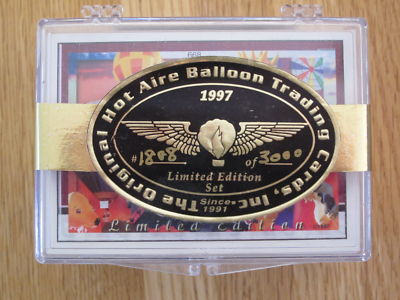 668
The Original Hot Aire Balloon Trading Cards, Inc.
1997
#1808 of 3000
Limited Edition
Set
Since
1991
Limited Edition